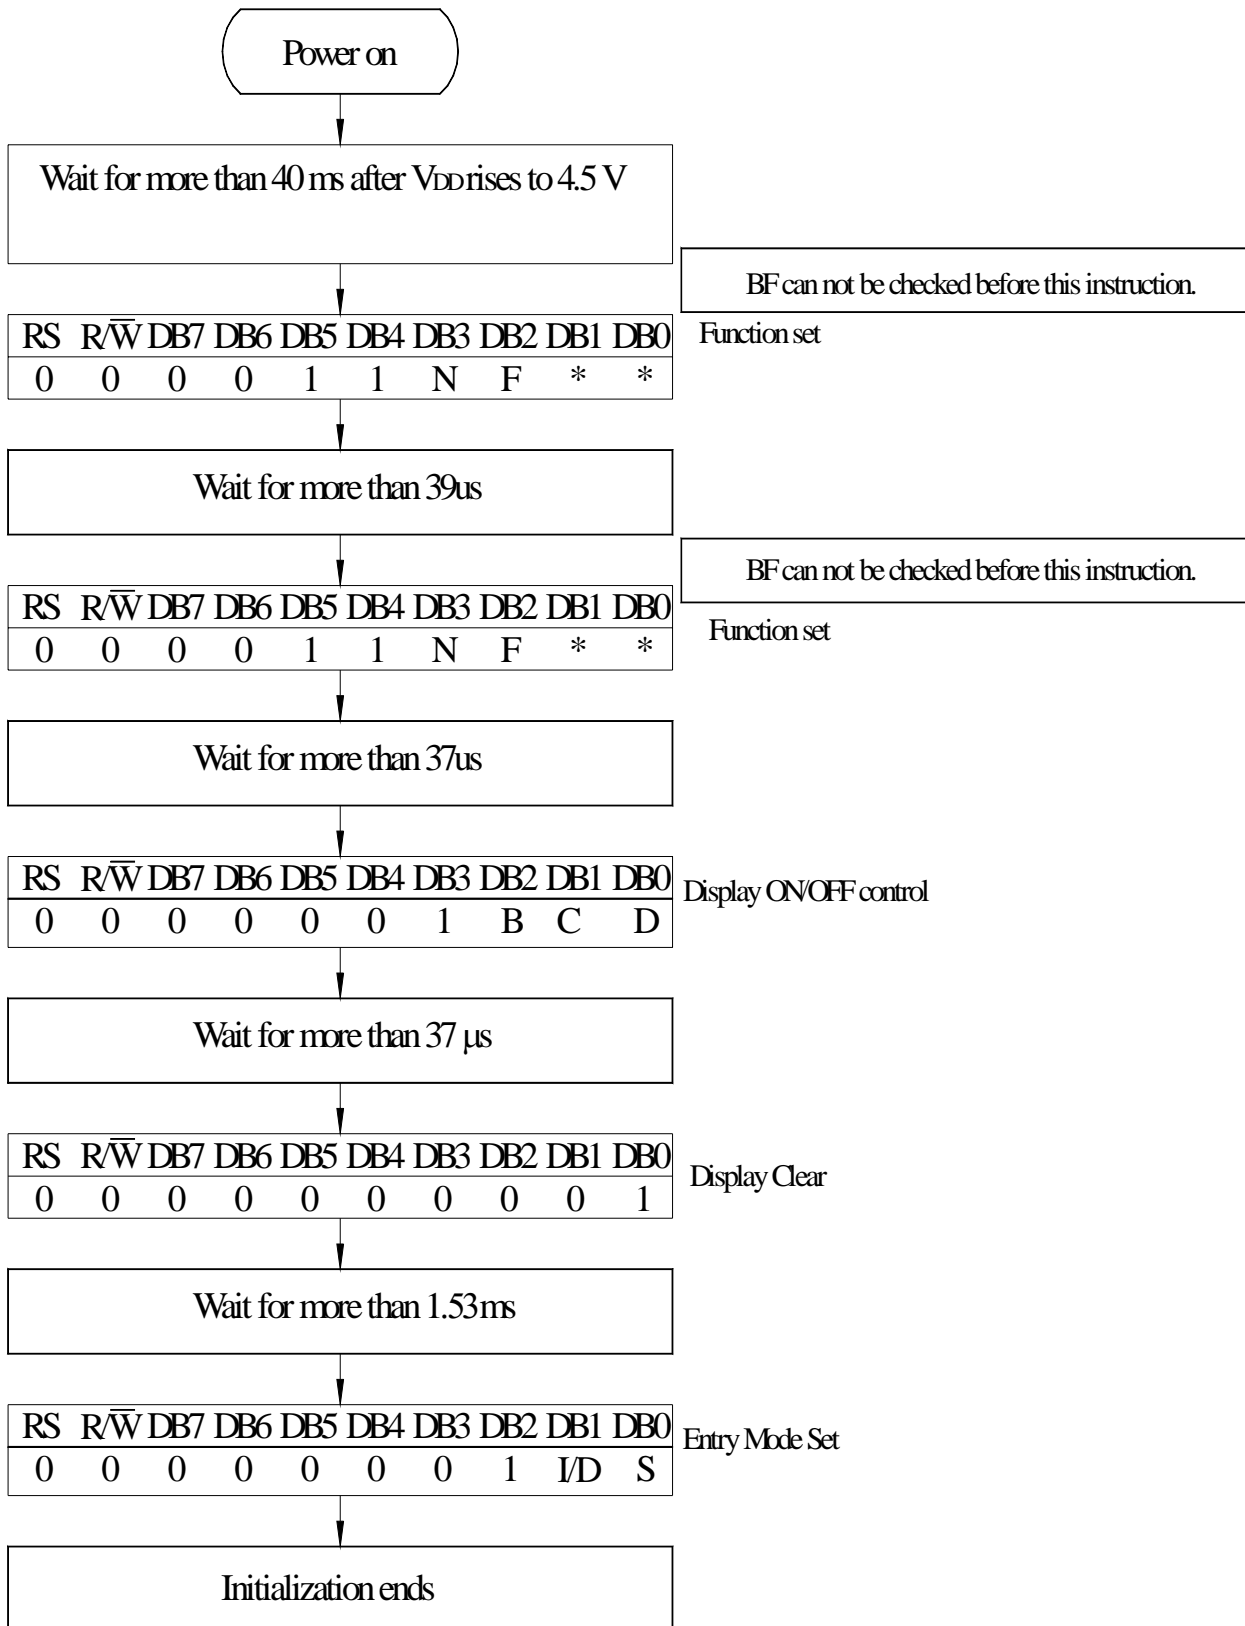 Power on
Wait for more than 40 ms after VDD rises to 4.5 V
BF can not be checked before this instruction.
RS R/W̅ DB7 DB6 DB5 DB4 DB3 DB2 DB1 DB0
Function set
0 0 0 0 1 1 N F * *
Wait for more than 39us
BF can not be checked before this instruction.
RS R/W̅ DB7 DB6 DB5 DB4 DB3 DB2 DB1 DB0
Function set
0 0 0 0 1 1 N F * *
Wait for more than 37us
RS R/W̅ DB7 DB6 DB5 DB4 DB3 DB2 DB1 DB0
Display ON/OFF control
0 0 0 0 0 0 1 B C D
Wait for more than 37 μs
RS R/W̅ DB7 DB6 DB5 DB4 DB3 DB2 DB1 DB0
Display Clear
0 0 0 0 0 0 0 0 0 1
Wait for more than 1.53ms
RS R/W̅ DB7 DB6 DB5 DB4 DB3 DB2 DB1 DB0
Entry Mode Set
0 0 0 0 0 0 0 1 I/D S
Initialization ends